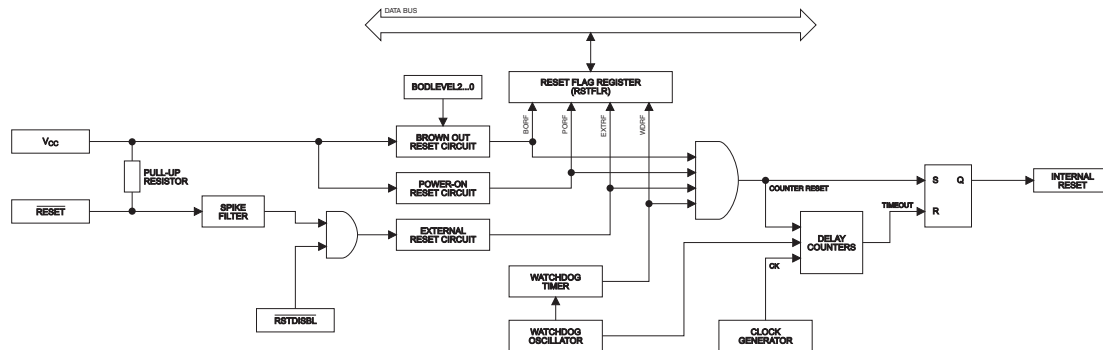 DATA BUS
BODLEVEL2...0
RESET FLAG REGISTER
(RSTFLR)
BORF
PORF
EXTRF
WDRF
VCC
BROWN OUT
RESET CIRCUIT
PULL-UP
RESISTOR
POWER-ON
RESET CIRCUIT
RESET
SPIKE
FILTER
EXTERNAL
RESET CIRCUIT
COUNTER RESET
S
Q
R
INTERNAL
RESET
TIMEOUT
DELAY
COUNTERS
CK
WATCHDOG
TIMER
RSTDISBL
WATCHDOG
OSCILLATOR
CLOCK
GENERATOR